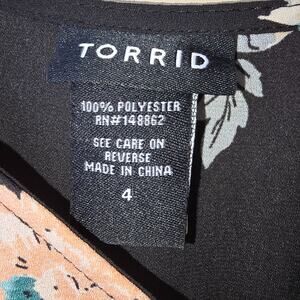 TORRID
100% POLYESTER
RN#148862
SEE CARE ON
REVERSE
MADE IN CHINA
4